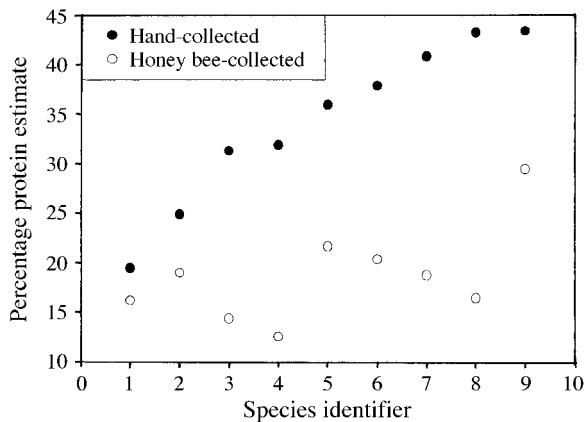 45
40
35
30
25
20
15
10
Percentage protein estimate
Hand-collected
Honey bee-collected
0 1 2 3 4 5 6 7 8 9 10
Species identifier